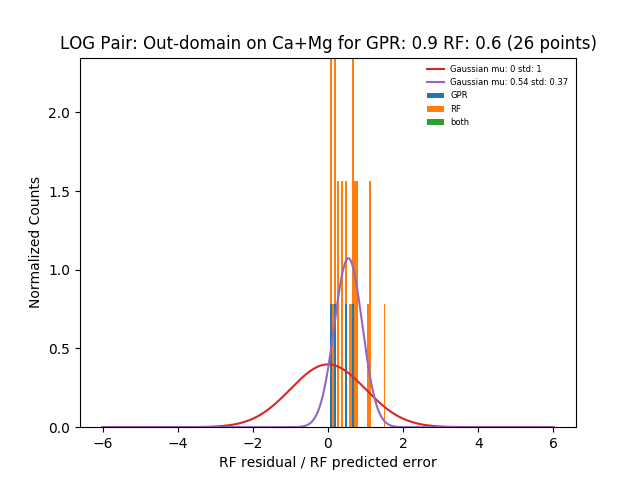 LOG Pair: Out-domain on Ca+Mg for GPR: 0.9 RF: 0.6 (26 points)
Gaussian mu: 0 std: 1
Gaussian mu: 0.54 std: 0.37
GPR
RF
both
Normalized Counts
2.0
1.5
1.0
0.5
0.0
−6 −4 −2 0 2 4 6
RF residual / RF predicted error